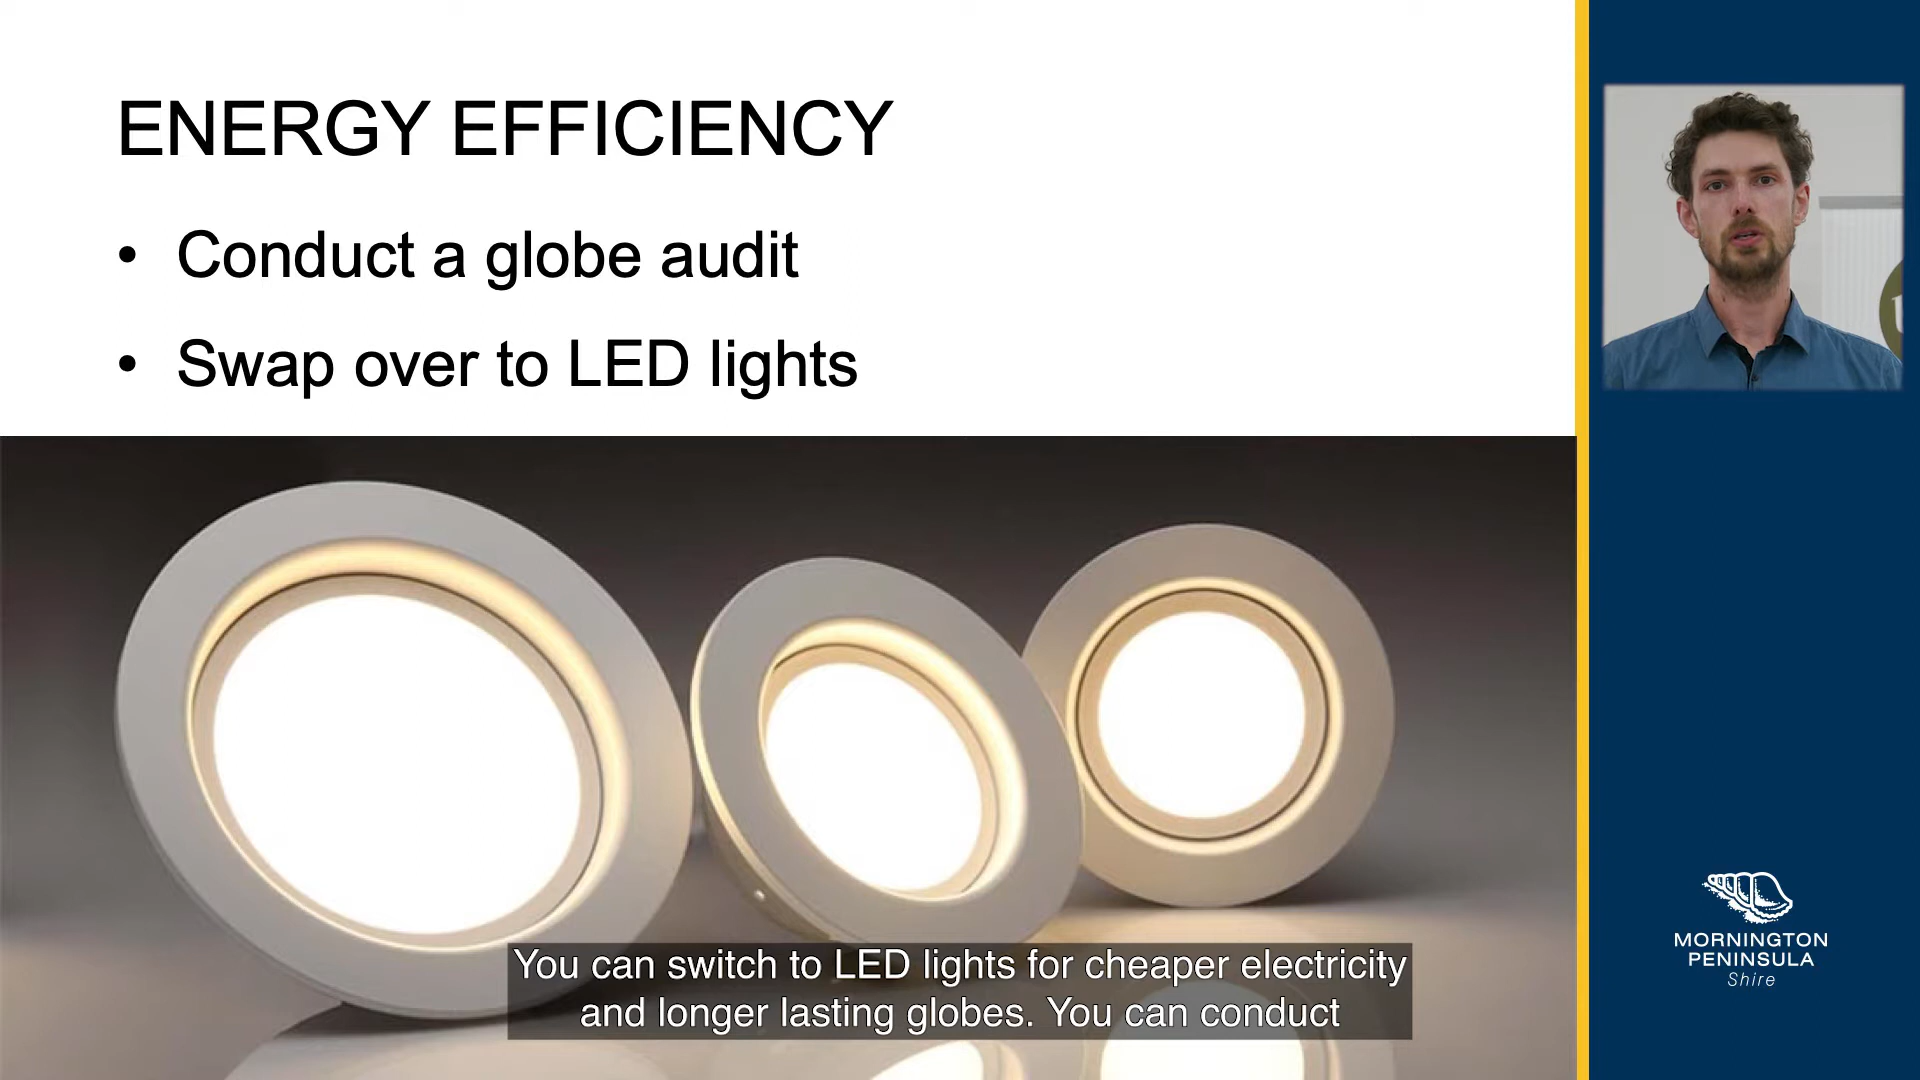 ENERGY EFFICIENCY
• Conduct a globe audit
• Swap over to LED lights
You can switch to LED lights for cheaper electricity
and longer lasting globes. You can conduct
MORNINGTON
PENINSULA
Shire